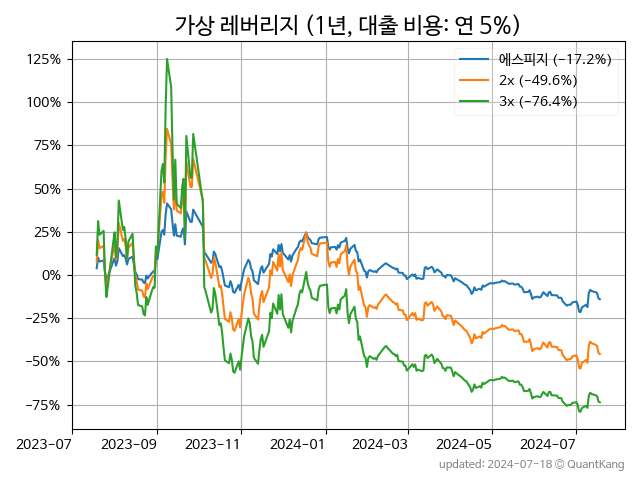 가상 레버리지 (1년, 대출 비용: 연 5%)
에스피지 (−17.2%)
2x (−49.6%)
3x (−76.4%)
125%
100%
75%
50%
25%
0%
−25%
−50%
−75%
2023-07 2023-09 2023-11 2024-01 2024-03 2024-05 2024-07
updated: 2024-07-18 © QuantKang